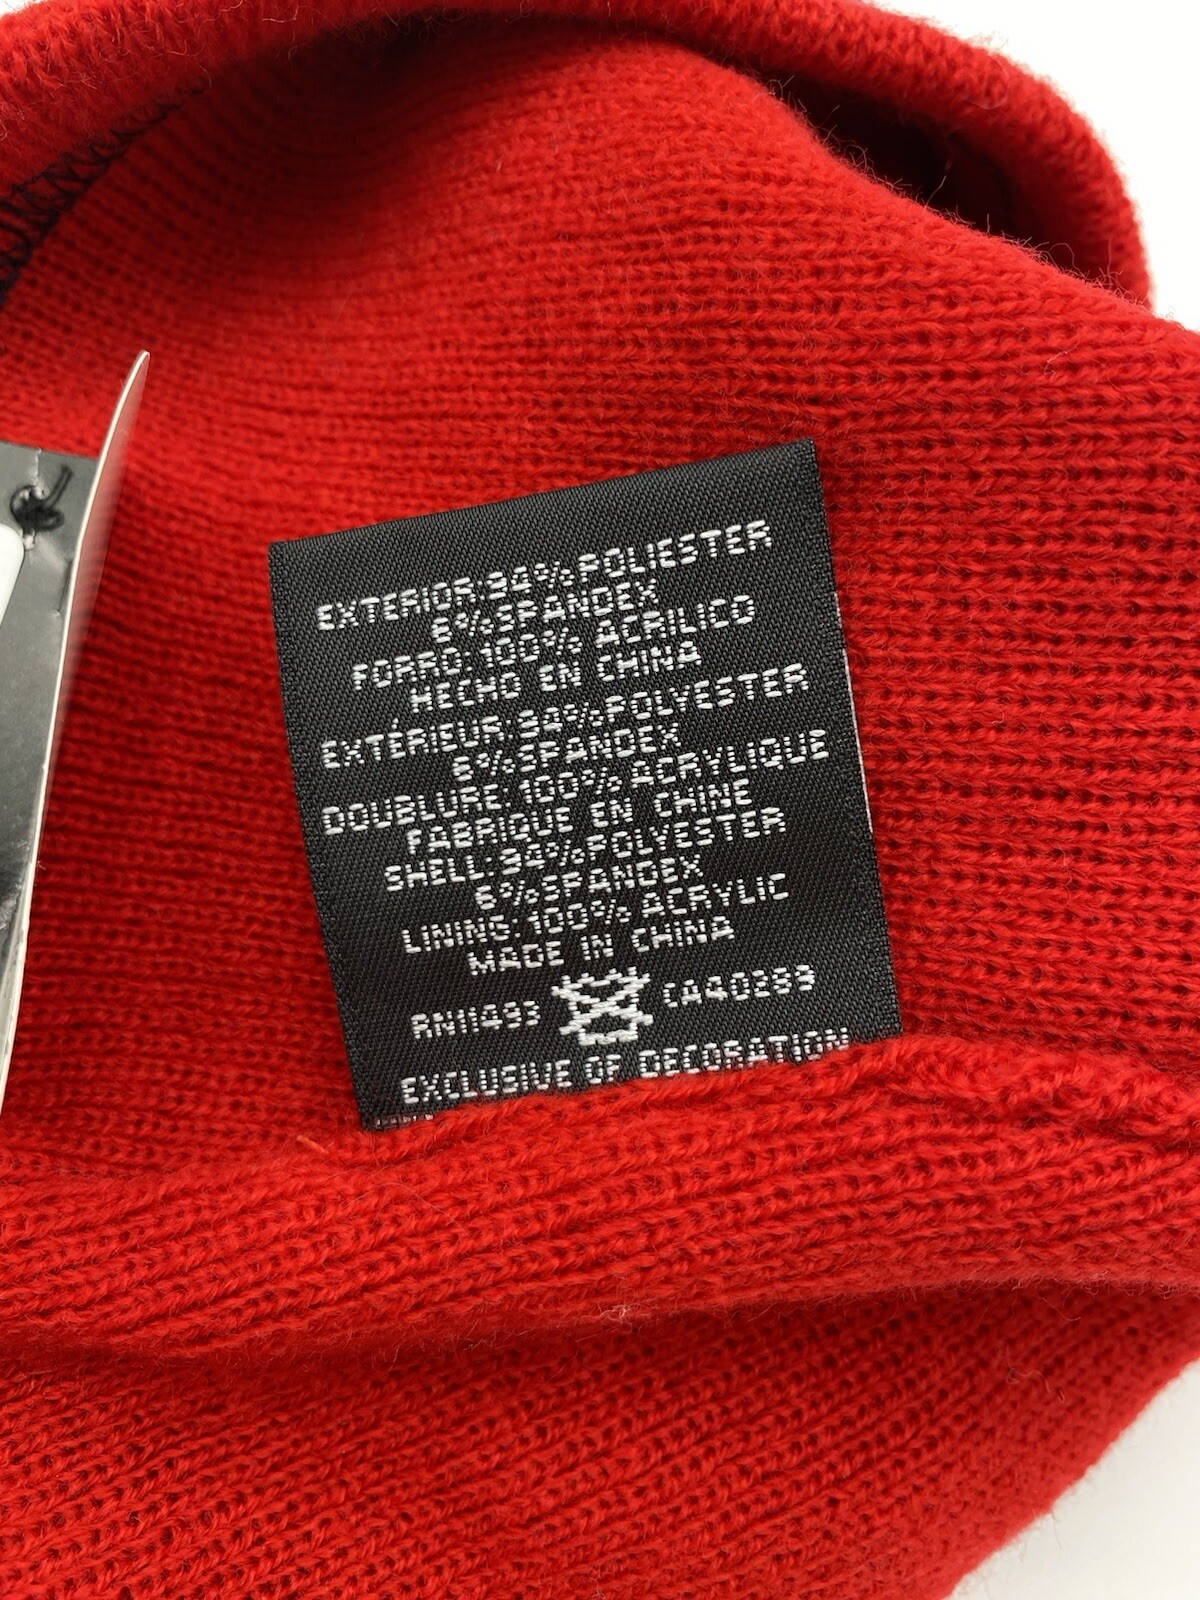 EXTERIOR:94%POLIESTER
6%SPANDEX
FORRO:100% ACRILICO
HECHO EN CHINA
EXTÉRIEUR:94%POLYESTER
6%SPANDEX
DOUBLURE:100%ACRYLIQUE
FABRIQUE EN CHINE
SHELL:94%POLYESTER
6%SPANDEX
LINING:100% ACRYLIC
MADE IN CHINA
RN11493 CA40299
EXCLUSIVE OF DECORATION